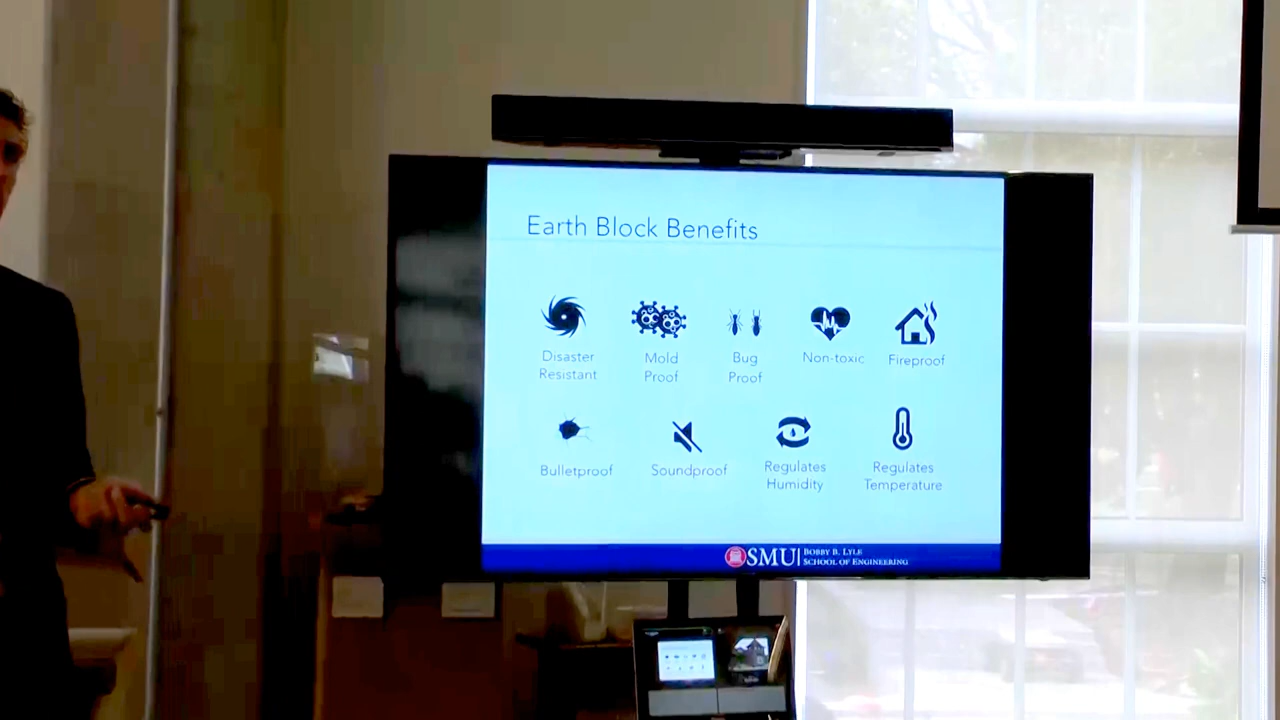 Earth Block Benefits
Disaster
Resistant
Mold
Proof
Bug
Proof
Non-toxic
Fireproof
Bulletproof
Soundproof
Regulates
Humidity
Regulates
Temperature
SMU
BOBBY B. LYLE
SCHOOL OF ENGINEERING